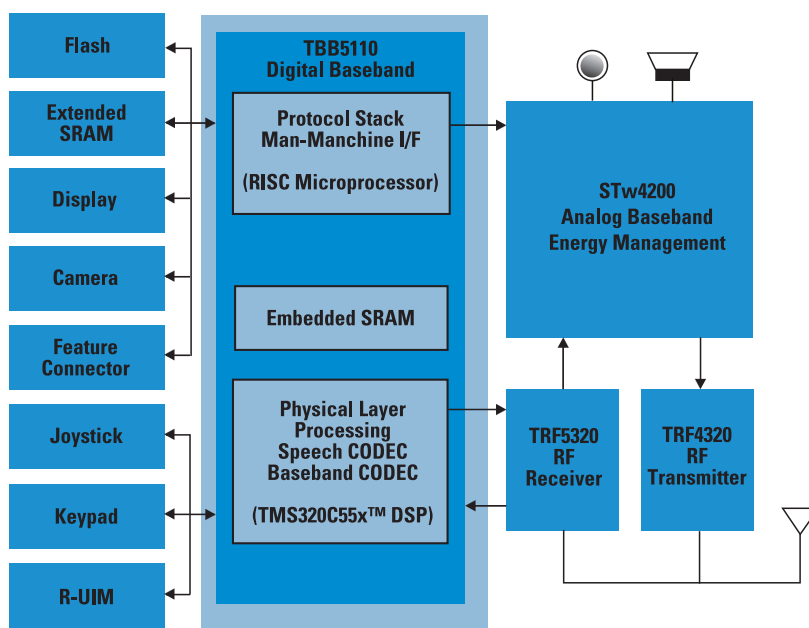 Flash
Extended
SRAM
Display
Camera
Feature
Connector
Joystick
Keypad
R-UIM
TBB5110
Digital Baseband
Protocol Stack
Man-Manchine I/F
(RISC Microprocessor)
Embedded SRAM
Physical Layer
Processing
Speech CODEC
Baseband CODEC
(TMS320C55x™ DSP)
STw4200
Analog Baseband
Energy Management
TRF5320
RF
Receiver
TRF4320
RF
Transmitter